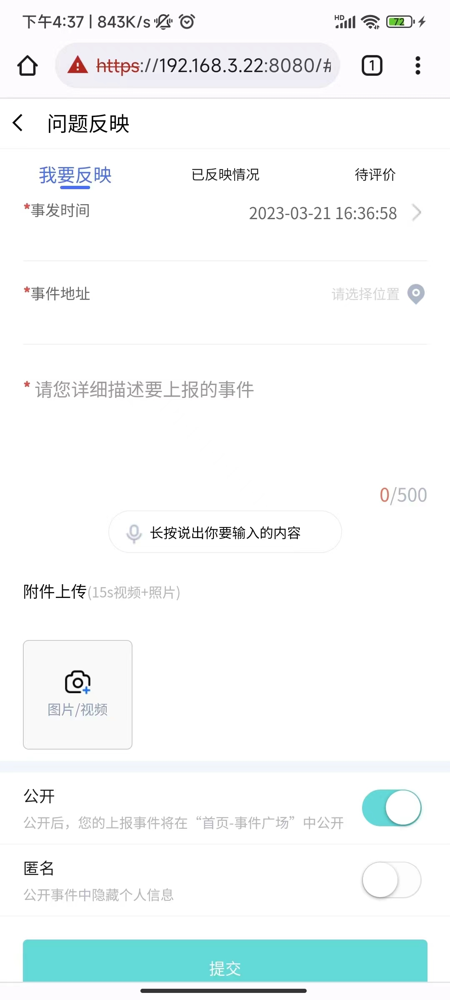 下午4:37 | 843K/s
HD
72
https://192.168.3.22:8080/#
1
问题反映
我要反映
已反映情况
待评价
*事发时间
2023-03-21 16:36:58
*事件地址
请选择位置
* 请您详细描述要上报的事件
0/500
长按说出你要输入的内容
附件上传(15s视频+照片)
图片/视频
公开
公开后，您的上报事件将在“首页-事件广场”中公开
匿名
公开事件中隐藏个人信息
提交